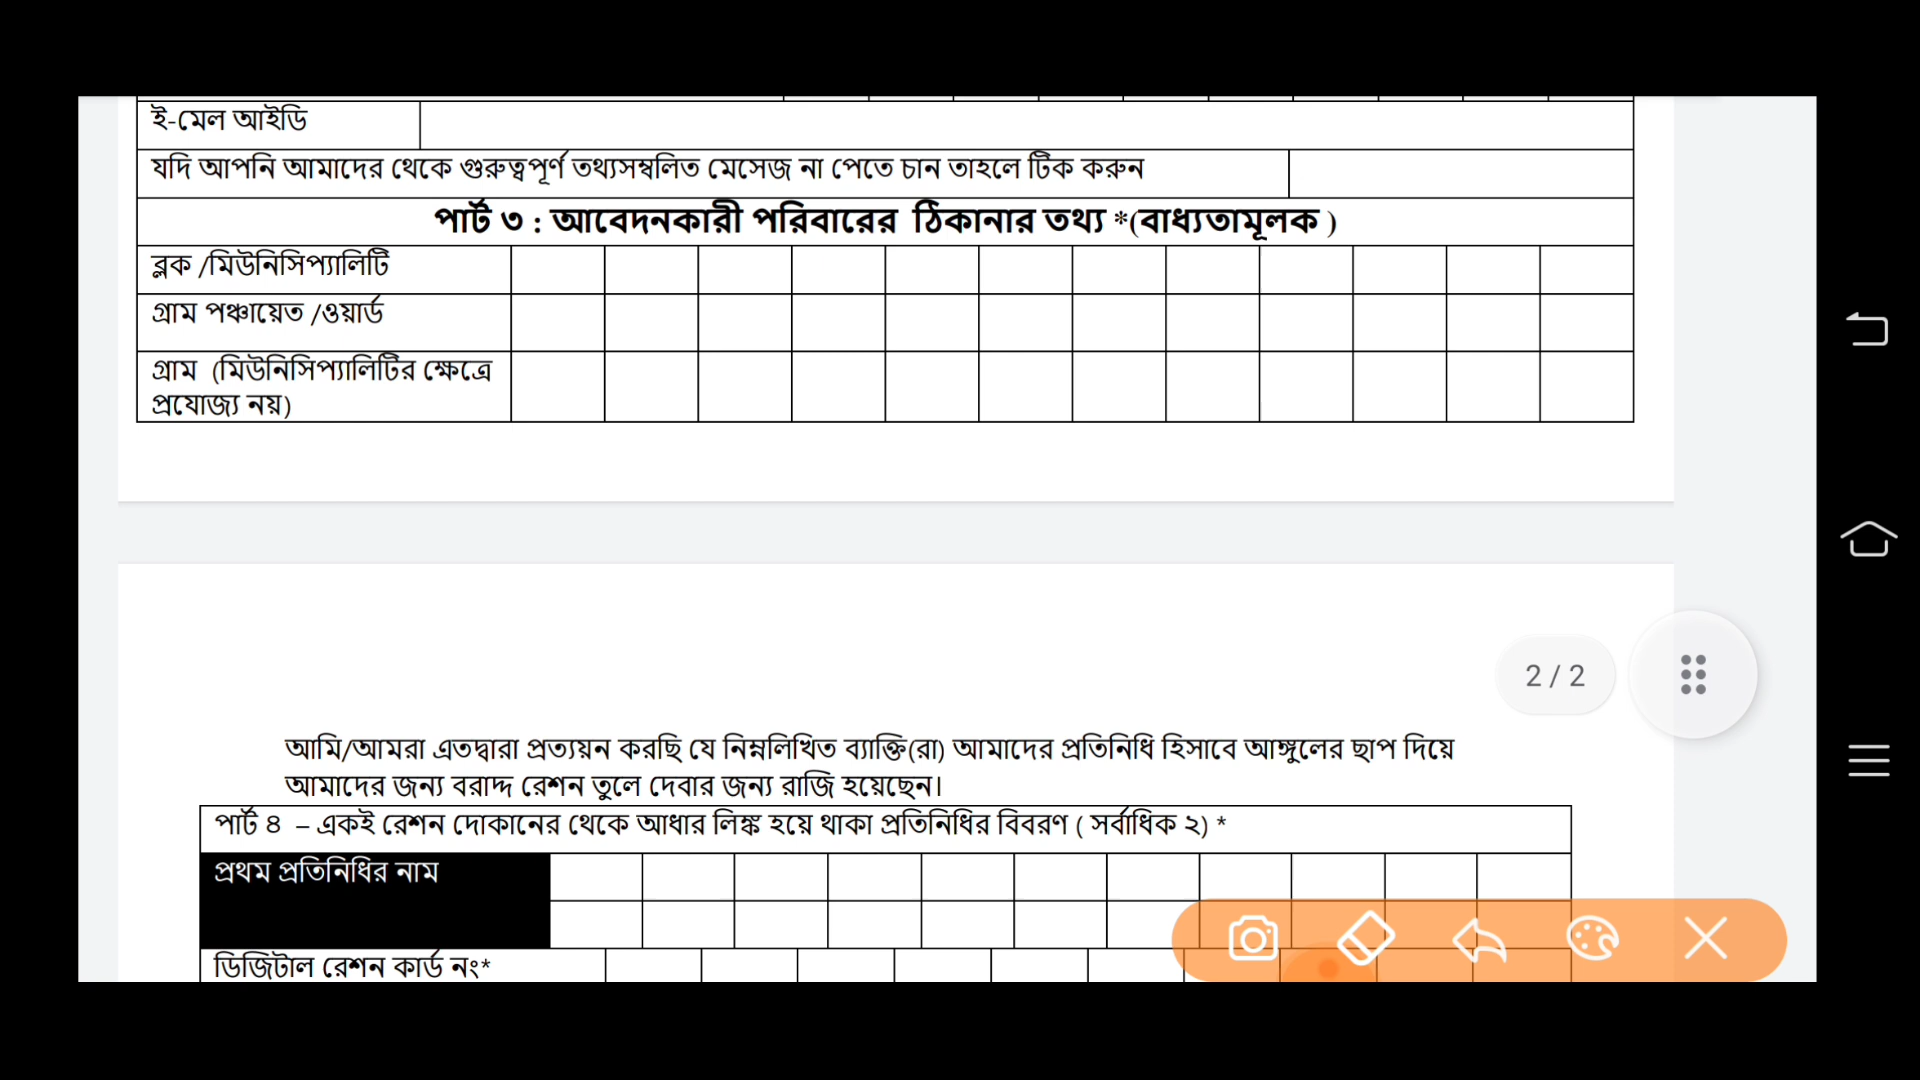 ই-মেল আইডি
যদি আপনি আমাদের থেকে গুরুত্বপূর্ণ তথ্যসম্বলিত মেসেজ না পেতে চান তাহলে টিক করুন
পার্ট ৩ : আবেদনকারী পরিবারের ঠিকানার তথ্য *(বাধ্যতামূলক )
ব্লক /মিউনিসিপ্যালিটি
গ্রাম পঞ্চায়েত /ওয়ার্ড
গ্রাম (মিউনিসিপ্যালিটির ক্ষেত্রে
প্রযোজ্য নয়)
2 / 2
আমি/আমরা এতদ্বারা প্রত্যয়ন করছি যে নিম্নলিখিত ব্যাক্তি(রা) আমাদের প্রতিনিধি হিসাবে আঙ্গুলের ছাপ দিয়ে
আমাদের জন্য বরাদ্দ রেশন তুলে দেবার জন্য রাজি হয়েছেন।
পার্ট ৪ – একই রেশন দোকানের থেকে আধার লিঙ্ক হয়ে থাকা প্রতিনিধির বিবরণ ( সর্বাধিক ২) *
প্রথম প্রতিনিধির নাম
ডিজিটাল রেশন কার্ড নং*